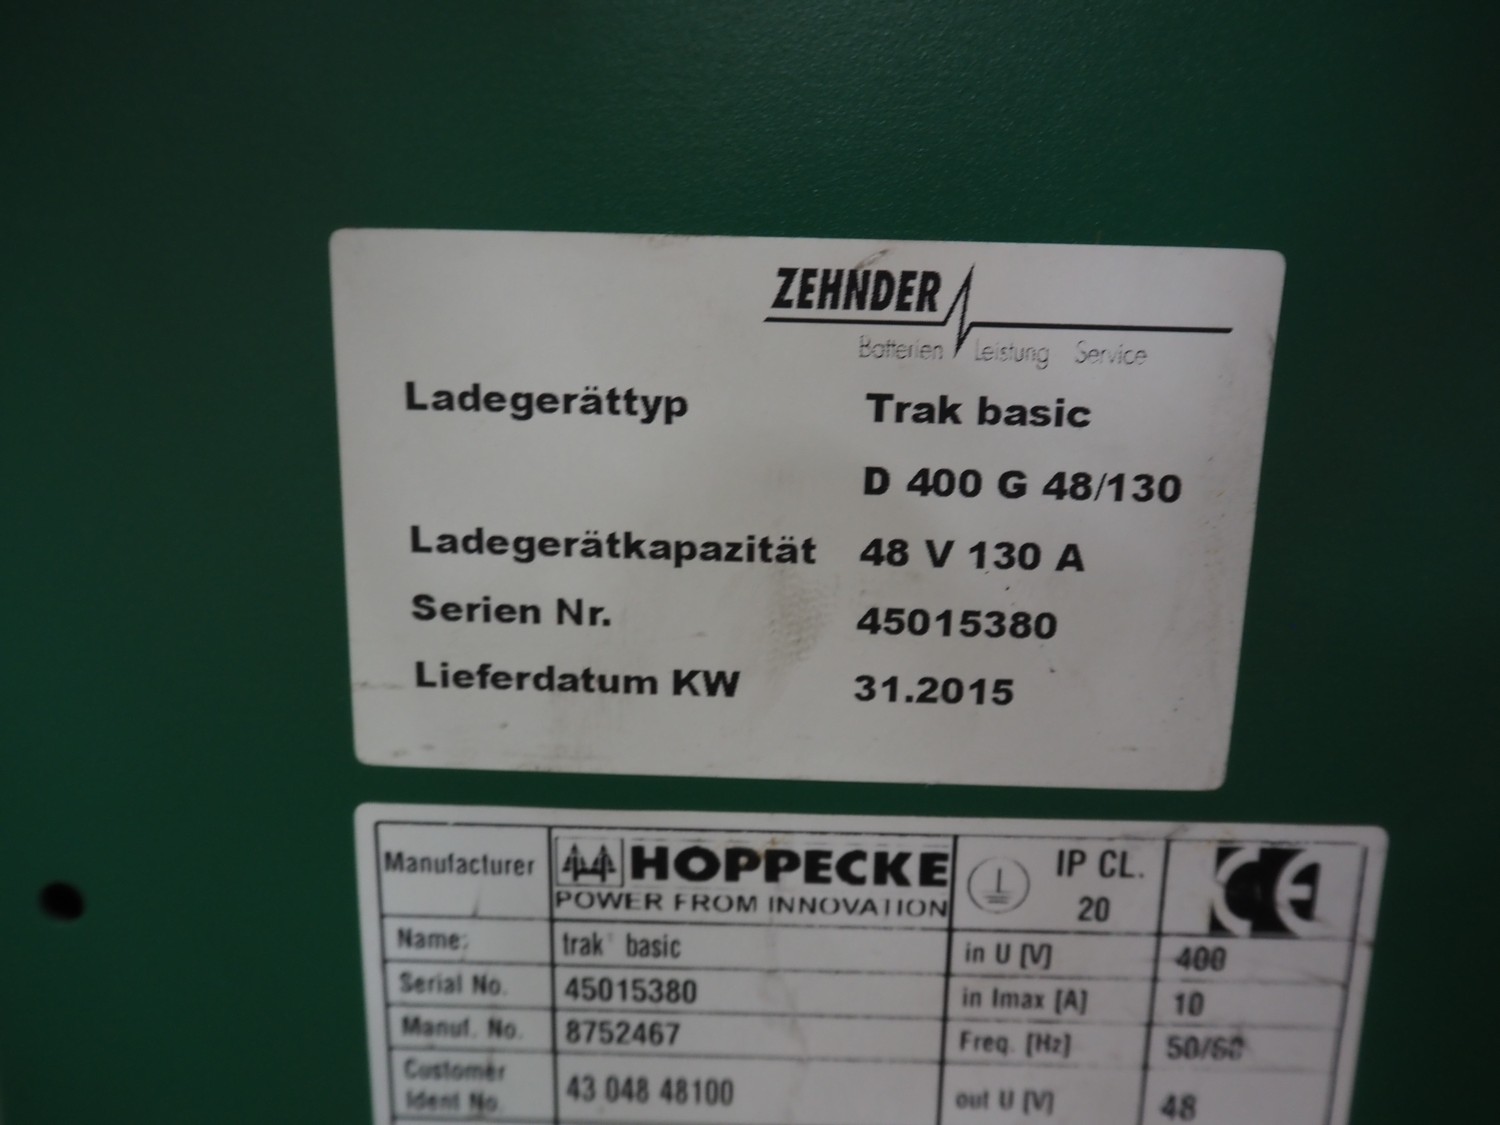 ZEHNDER
Batterien Leistung Service
Ladegerättyp Trak basic
D 400 G 48/130
Ladegerätkapazität 48 V 130 A
Serien Nr. 45015380
Lieferdatum KW 31.2015
Manufacturer HOPPECKE IP CL. CE
POWER FROM INNOVATION 20
Name: trak basic in U [V] 400
Serial No. 45015380 in Imax [A] 10
Manuf. No. 8752467 Freq. [Hz] 50/60
Customer
Ident No. 43 048 48100 out U [V] 48